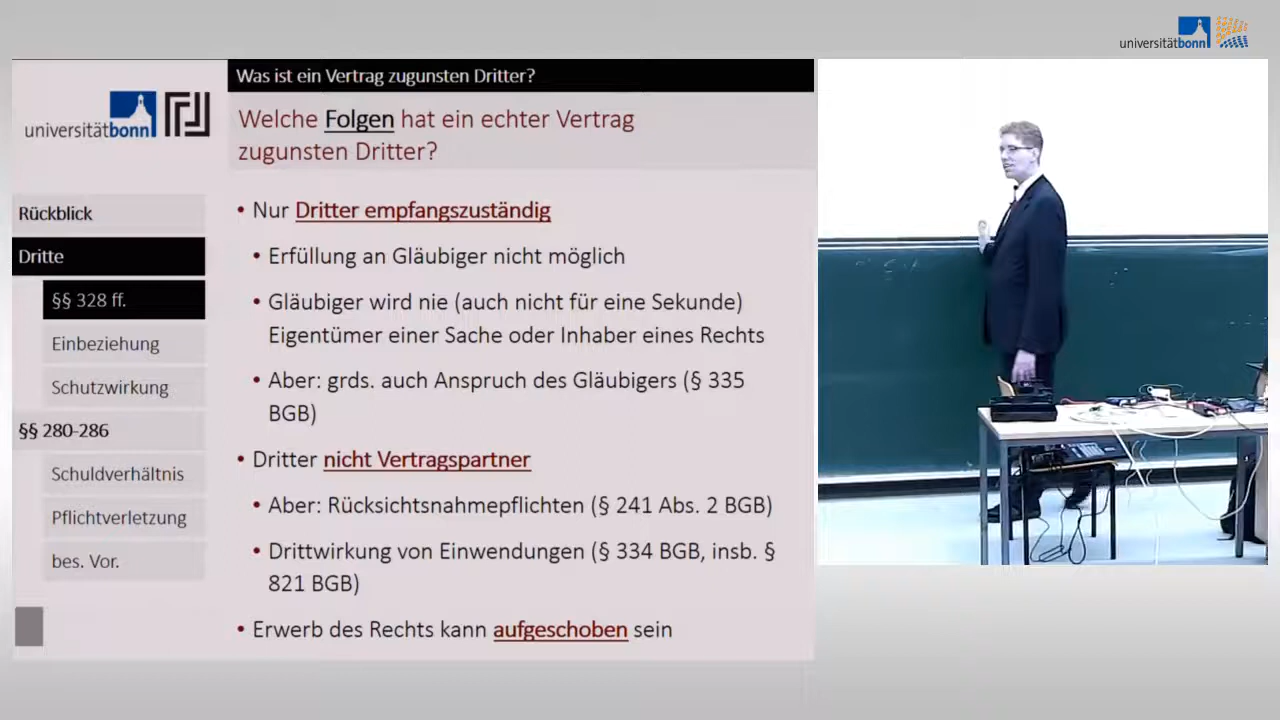 universitätbonn
Was ist ein Vertrag zugunsten Dritter?
universitätbonn
Welche Folgen hat ein echter Vertrag
zugunsten Dritter?
Rückblick
Dritte
§§ 328 ff.
Einbeziehung
Schutzwirkung
§§ 280-286
Schuldverhältnis
Pflichtverletzung
bes. Vor.
• Nur Dritter empfangszuständig
• Erfüllung an Gläubiger nicht möglich
• Gläubiger wird nie (auch nicht für eine Sekunde)
Eigentümer einer Sache oder Inhaber eines Rechts
• Aber: grds. auch Anspruch des Gläubigers (§ 335
BGB)
• Dritter nicht Vertragspartner
• Aber: Rücksichtsnahmepflichten (§ 241 Abs. 2 BGB)
• Drittwirkung von Einwendungen (§ 334 BGB, insb. §
821 BGB)
• Erwerb des Rechts kann aufgeschoben sein